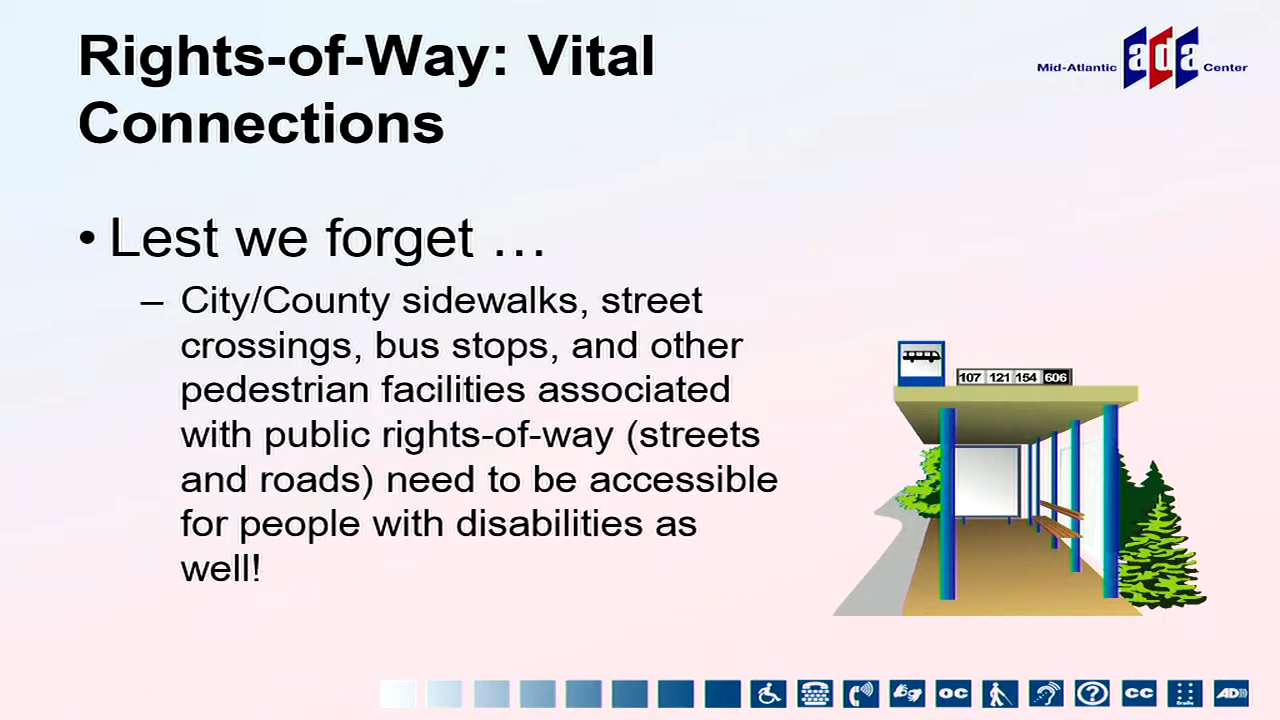 Rights-of-Way: Vital
Connections
Mid-Atlantic ada Center
• Lest we forget …
– City/County sidewalks, street
crossings, bus stops, and other
pedestrian facilities associated
with public rights-of-way (streets
and roads) need to be accessible
for people with disabilities as
well!
107 121 154 606
OC CC Braille AD